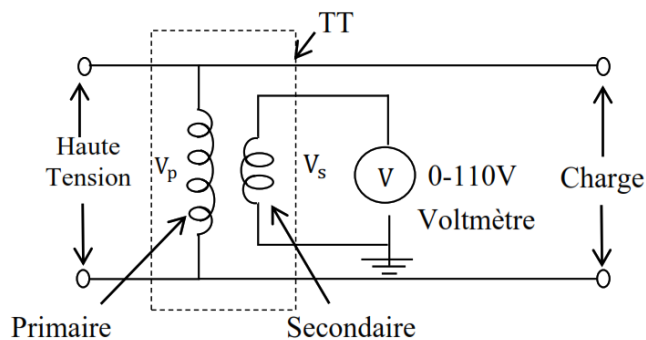 TT
Haute
Tension
Vp
Vs
V
0-110V
Voltmètre
Charge
Primaire
Secondaire